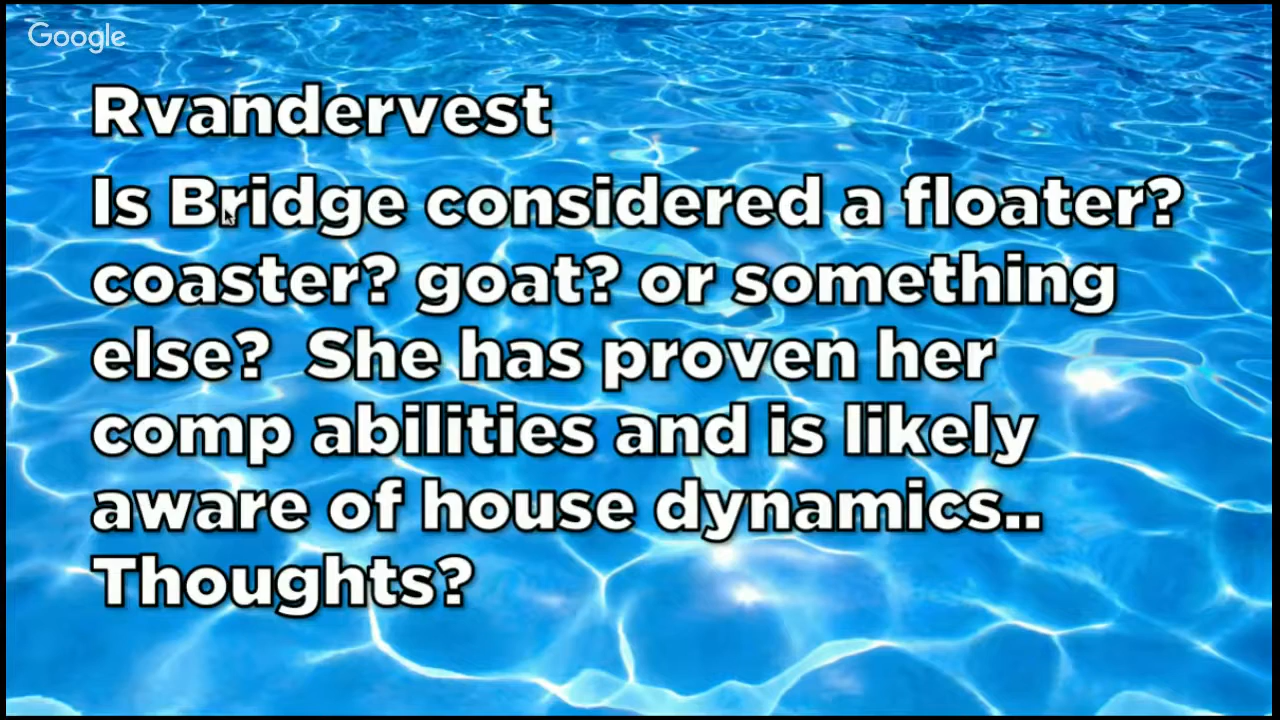 Google
Rvandervest
Is Bridge considered a floater?
coaster? goat? or something
else? She has proven her
comp abilities and is likely
aware of house dynamics..
Thoughts?